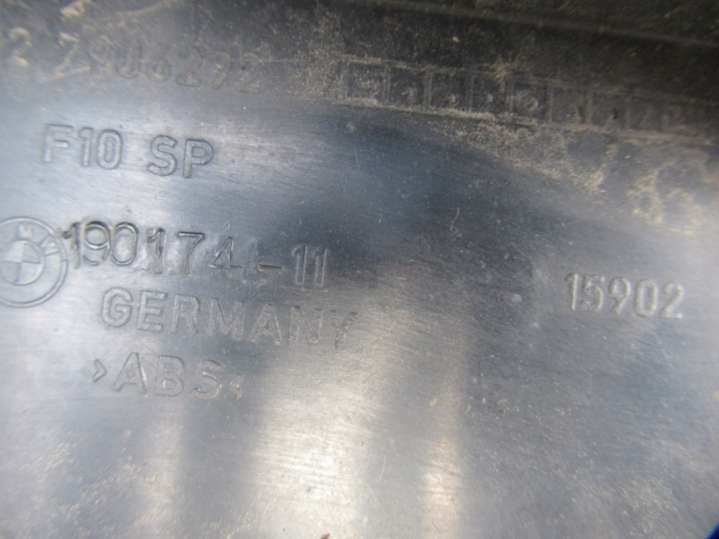 F10 SP
1901744-11
GERMANY
>ABS<
15902